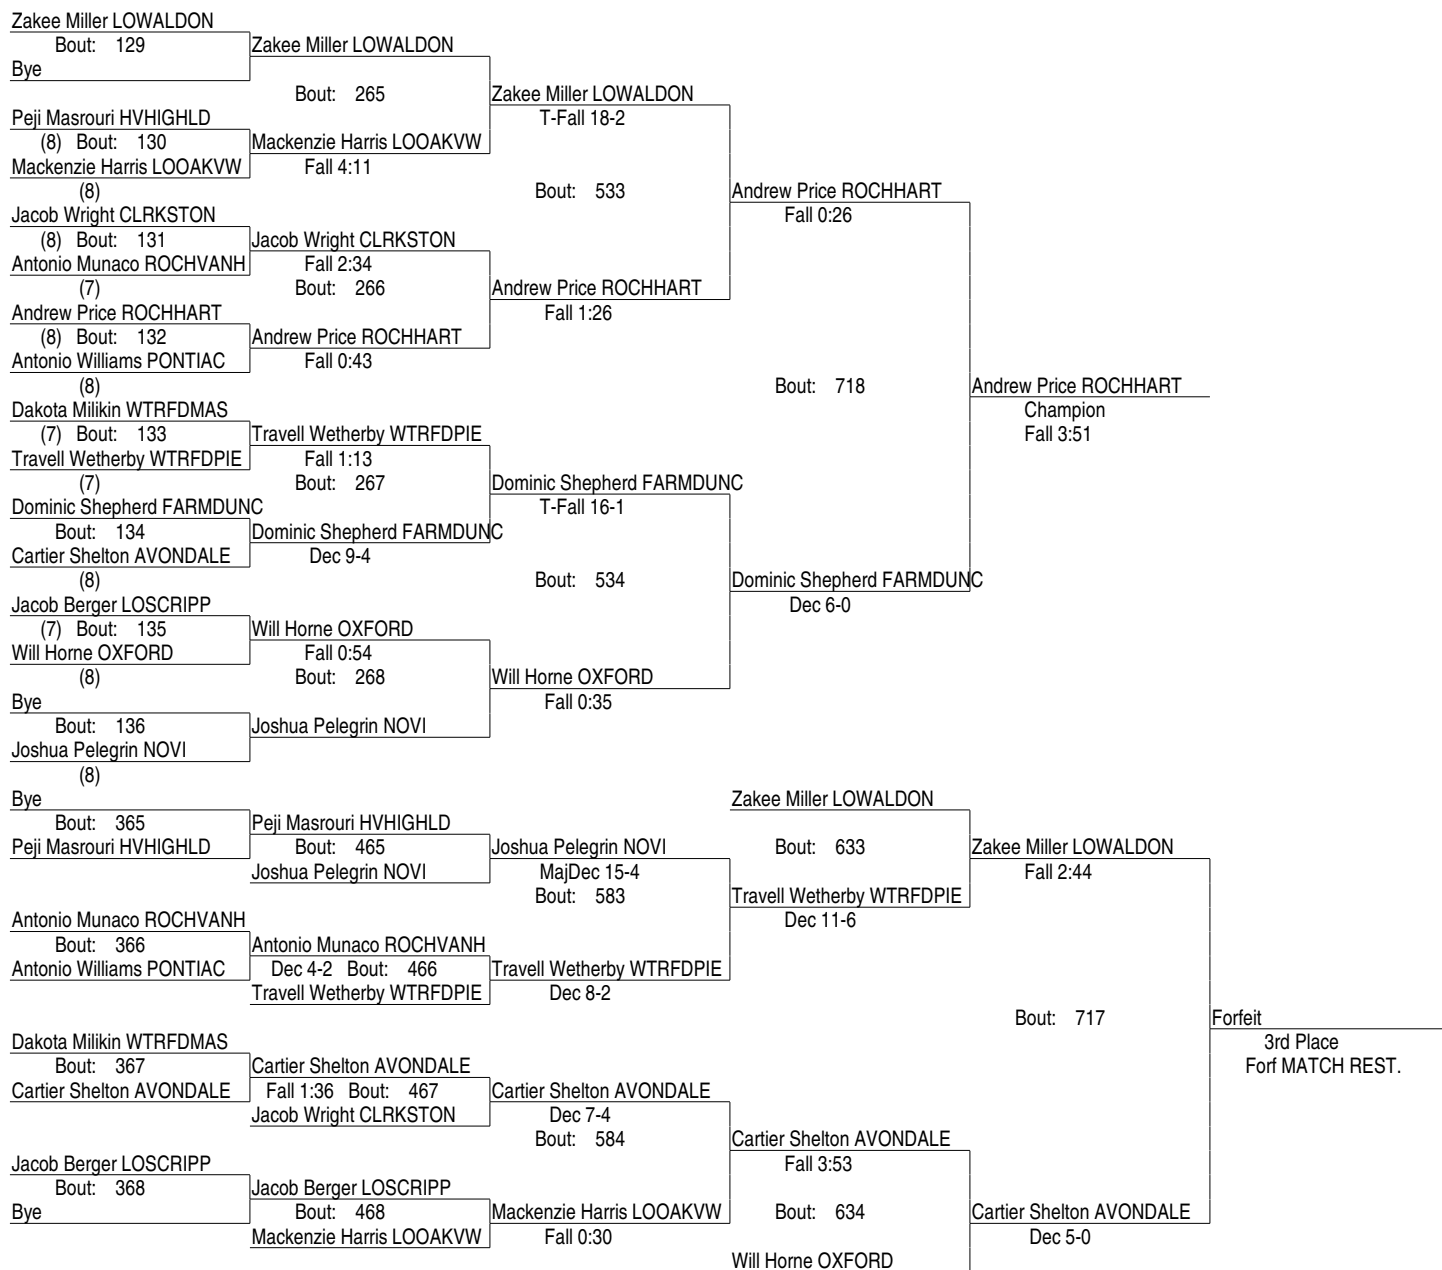 Zakee Miller LOWALDON
Bout: 129 Zakee Miller LOWALDON
Bye
Bout: 265 Zakee Miller LOWALDON
Peji Masrouri HVHIGHLD T-Fall 18-2
(8) Bout: 130 Mackenzie Harris LOOAKVW
Mackenzie Harris LOOAKVW Fall 4:11
(8) Bout: 533 Andrew Price ROCHHART
Jacob Wright CLRKSTON Fall 0:26
(8) Bout: 131 Jacob Wright CLRKSTON
Antonio Munaco ROCHVANH Fall 2:34
(7) Bout: 266 Andrew Price ROCHHART
Andrew Price ROCHHART Fall 1:26
(8) Bout: 132 Andrew Price ROCHHART
Antonio Williams PONTIAC Fall 0:43
(8) Bout: 718 Andrew Price ROCHHART
Dakota Milikin WTRFDMAS Champion
(7) Bout: 133 Travell Wetherby WTRFDPIE Fall 3:51
Travell Wetherby WTRFDPIE Fall 1:13
(7) Bout: 267 Dominic Shepherd FARMDUNC
Dominic Shepherd FARMDUNC T-Fall 16-1
Bout: 134 Dominic Shepherd FARMDUNC
Cartier Shelton AVONDALE Dec 9-4
(8) Bout: 534 Dominic Shepherd FARMDUNC
Jacob Berger LOSCRIPP Dec 6-0
(7) Bout: 135 Will Horne OXFORD
Will Horne OXFORD Fall 0:54
(8) Bout: 268 Will Horne OXFORD
Bye Fall 0:35
Bout: 136 Joshua Pelegrin NOVI
Joshua Pelegrin NOVI
(8)
Bye Zakee Miller LOWALDON
Bout: 365 Peji Masrouri HVHIGHLD
Peji Masrouri HVHIGHLD Bout: 465 Joshua Pelegrin NOVI Bout: 633 Zakee Miller LOWALDON
Joshua Pelegrin NOVI MajDec 15-4 Fall 2:44
Bout: 583 Travell Wetherby WTRFDPIE
Antonio Munaco ROCHVANH Dec 11-6
Bout: 366 Antonio Munaco ROCHVANH
Antonio Williams PONTIAC Dec 4-2 Bout: 466 Travell Wetherby WTRFDPIE
Travell Wetherby WTRFDPIE Dec 8-2
Bout: 717 Forfeit
Dakota Milikin WTRFDMAS 3rd Place
Bout: 367 Cartier Shelton AVONDALE Forf MATCH REST.
Cartier Shelton AVONDALE Fall 1:36 Bout: 467 Cartier Shelton AVONDALE
Jacob Wright CLRKSTON Dec 7-4
Bout: 584 Cartier Shelton AVONDALE
Jacob Berger LOSCRIPP Fall 3:53
Bout: 368 Jacob Berger LOSCRIPP
Bye Bout: 468 Mackenzie Harris LOOAKVW Bout: 634 Cartier Shelton AVONDALE
Mackenzie Harris LOOAKVW Fall 0:30 Dec 5-0
Will Horne OXFORD